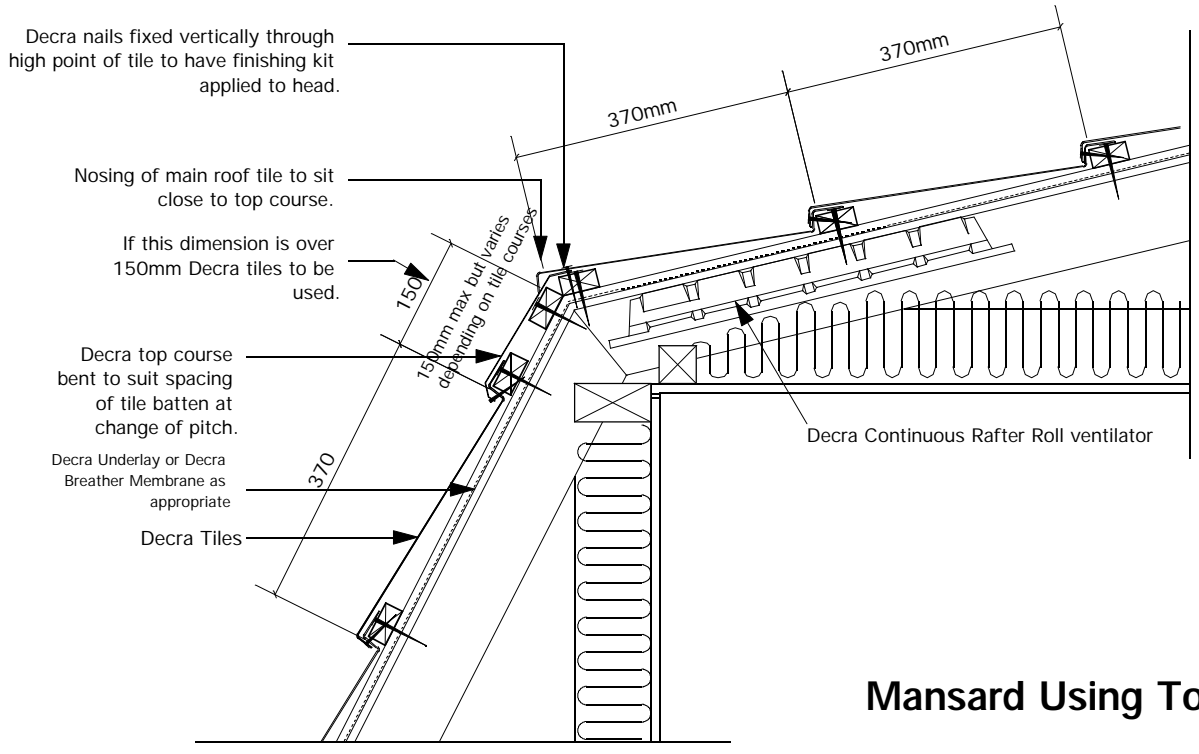 Decra nails fixed vertically through
high point of tile to have finishing kit
applied to head.
370mm
370mm
Nosing of main roof tile to sit
close to top course.
If this dimension is over
150mm Decra tiles to be
used.
150
150mm max but varies
depending on tile courses
Decra top course
bent to suit spacing
of tile batten at
change of pitch.
Decra Continuous Rafter Roll ventilator
Decra Underlay or Decra
Breather Membrane as
appropriate
370
Decra Tiles
Mansard Using To